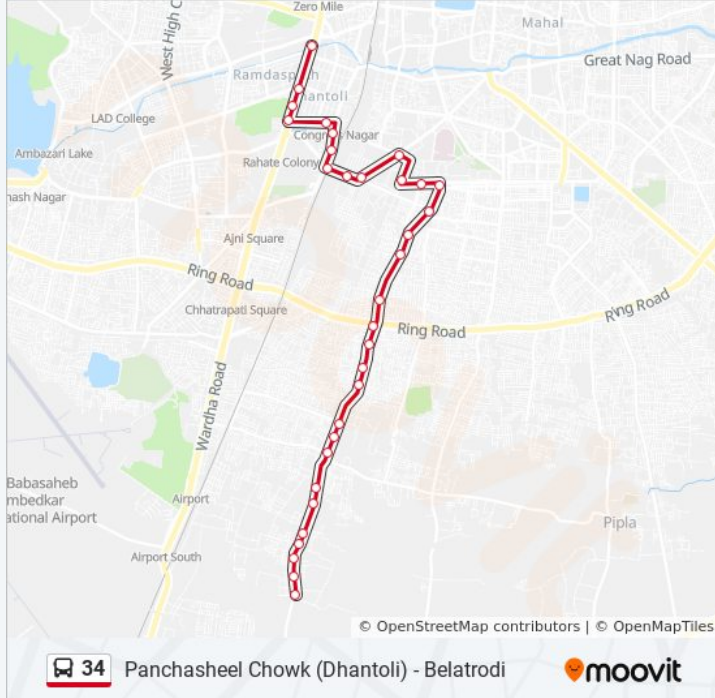 Zero Mile
West High C
Mahal
Great Nag Road
Ramdaspeth
Dhantoli
LAD College
Congress Nagar
Ambazari Lake
Rahate Colony
nash Nagar
Ajni Square
Ring Road
Chhatrapati Square
Ring Road
Ring Road
Wardha Road
Babasaheb
mbedkar
ational Airport
Airport
Pipla
Airport South
© OpenStreetMap contributors | © OpenMapTiles
34 Panchasheel Chowk (Dhantoli) - Belatrodi
moovit